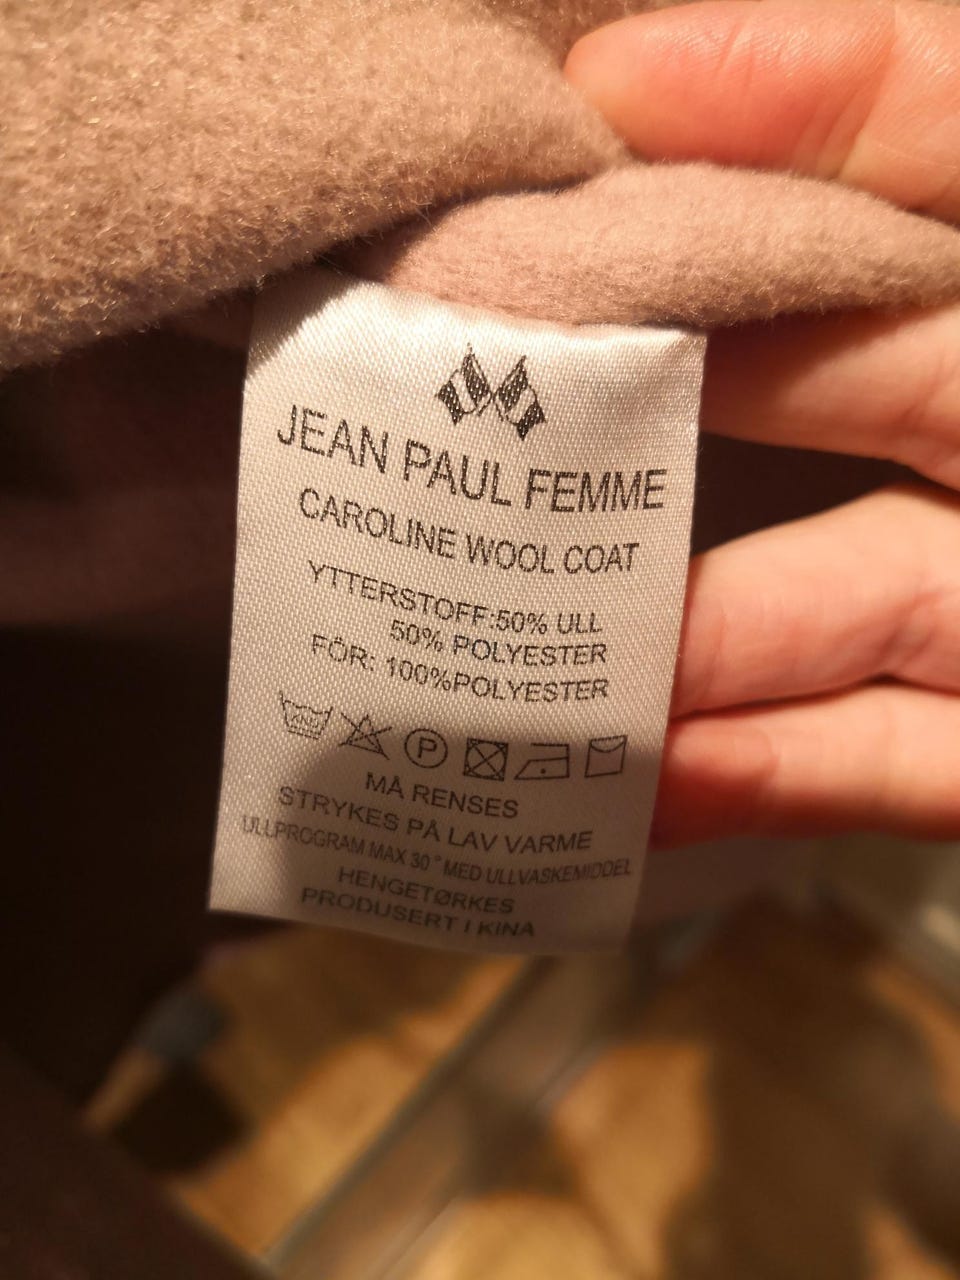 JEAN PAUL FEMME
CAROLINE WOOL COAT
YTTERSTOFF:50% ULL
50% POLYESTER
FÔR: 100%POLYESTER
P
MÅ RENSES
STRYKES PÅ LAV VARME
ULLPROGRAM MAX 30° MED ULLVASKEMIDDEL
HENGETØRKES
PRODUSERT I KINA